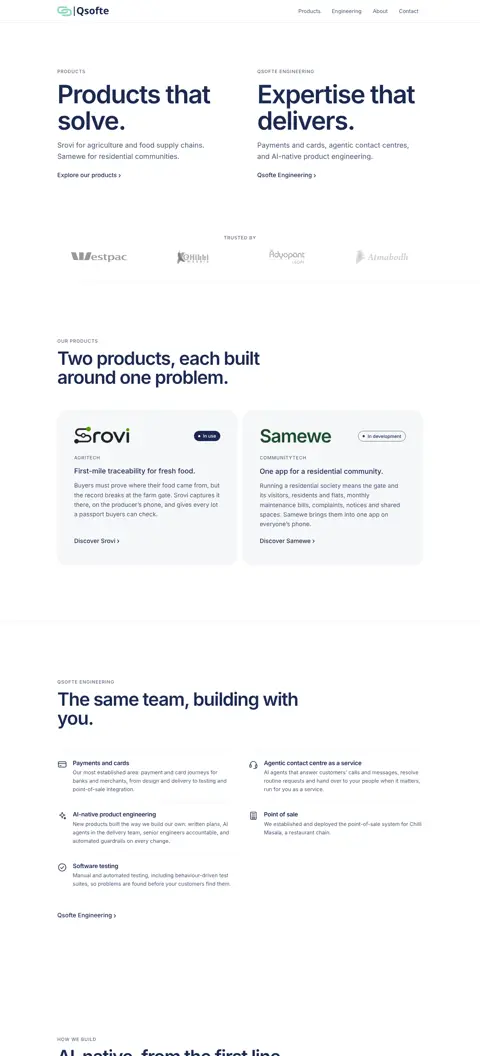 Qsofte
Products
Engineering
About
Contact
PRODUCTS
Products that
solve.
Srovi for agriculture and food supply chains.
Samewe for residential communities.
Explore our products ›
QSOFTE ENGINEERING
Expertise that
delivers.
Payments and cards, agentic contact centres,
and AI-native product engineering.
Qsofte Engineering ›
TRUSTED BY
Westpac
Adyopant
Atmabodh
OUR PRODUCTS
Two products, each built
around one problem.
Srovi
In use
AGRITECH
First-mile traceability for fresh food.
Buyers must prove where their food came from, but
the record breaks at the farm gate. Srovi captures it
there, on the producer's phone, and gives every lot
a passport buyers can check.
Discover Srovi ›
Samewe
In development
COMMUNITYTECH
One app for a residential community.
Running a residential society means the gate and
its visitors, residents and flats, monthly
maintenance bills, complaints, notices and shared
spaces. Samewe brings them into one app on
everyone's phone.
Discover Samewe ›
QSOFTE ENGINEERING
The same team, building with
you.
Payments and cards
Our most established area: payment and card journeys for
banks and merchants, from design and delivery to testing and
point-of-sale integration.
Agentic contact centre as a service
AI agents that answer customers' calls and messages, resolve
routine requests and hand over to your people when it matters,
run for you as a service.
AI-native product engineering
New products built the way we build our own: written plans, AI
agents in the delivery team, senior engineers accountable, and
automated guardrails on every change.
Point of sale
We established and deployed the point-of-sale system for Chilli
Masala, a restaurant chain.
Software testing
Manual and automated testing, including behaviour-driven test
suites, so problems are found before your customers find them.
Qsofte Engineering ›
HOW WE BUILD
AI-native, from the first line